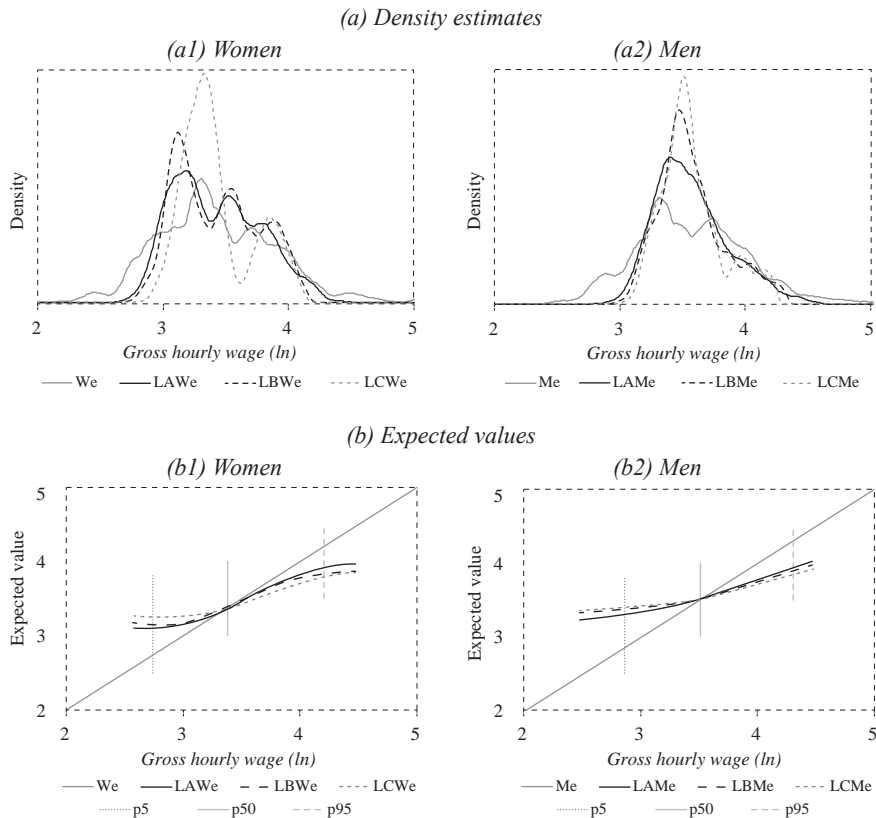 (a) Density estimates
(a1) Women
(a2) Men
Density
2 3 4 5
Gross hourly wage (ln)
We LAWe LBWe LCWe
Density
2 3 4 5
Gross hourly wage (ln)
Me LAMe LBMe LCMe
(b) Expected values
(b1) Women
(b2) Men
Expected value
5
4
3
2
2 3 4 5
Gross hourly wage (ln)
We LAWe LBWe LCWe
p5 p50 p95
Expected value
5
4
3
2
2 3 4 5
Gross hourly wage (ln)
Me LAMe LBMe LCMe
p5 p50 p95